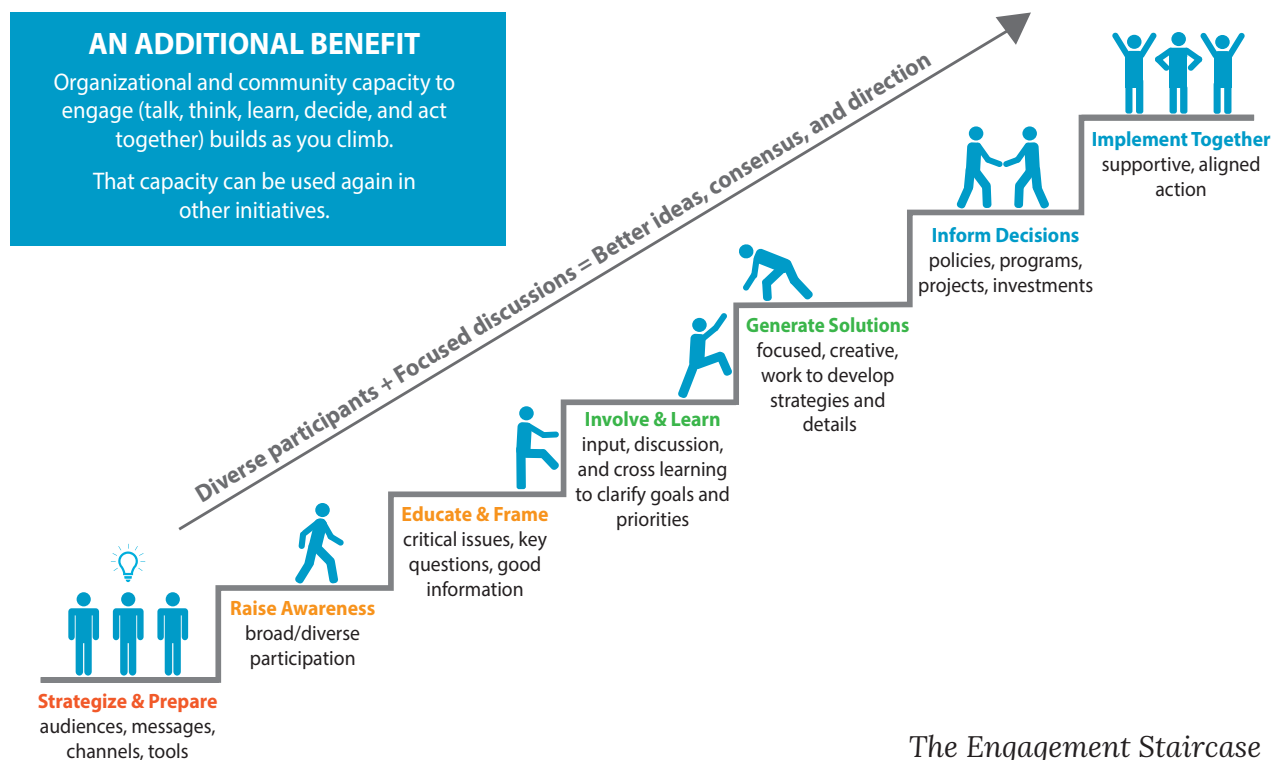 AN ADDITIONAL BENEFIT
Organizational and community capacity to
engage (talk, think, learn, decide, and act
together) builds as you climb.
That capacity can be used again in
other initiatives.
Diverse participants + Focused discussions = Better ideas, consensus, and direction
Strategize & Prepare
audiences, messages,
channels, tools
Raise Awareness
broad/diverse
participation
Educate & Frame
critical issues, key
questions, good
information
Involve & Learn
input, discussion,
and cross learning
to clarify goals and
priorities
Generate Solutions
focused, creative,
work to develop
strategies and
details
Inform Decisions
policies, programs,
projects, investments
Implement Together
supportive, aligned
action
The Engagement Staircase